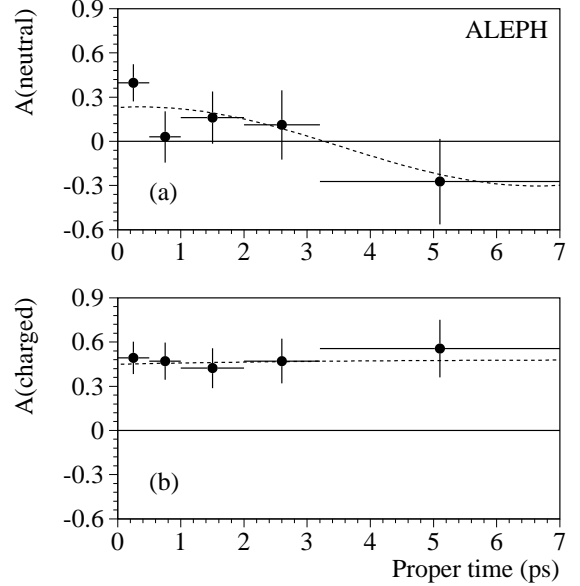 A(neutral)
ALEPH
0.9
0.6
0.3
0
-0.3
-0.6
(a)
0 1 2 3 4 5 6 7
A(charged)
0.9
0.6
0.3
0
-0.3
-0.6
(b)
0 1 2 3 4 5 6 7
Proper time (ps)